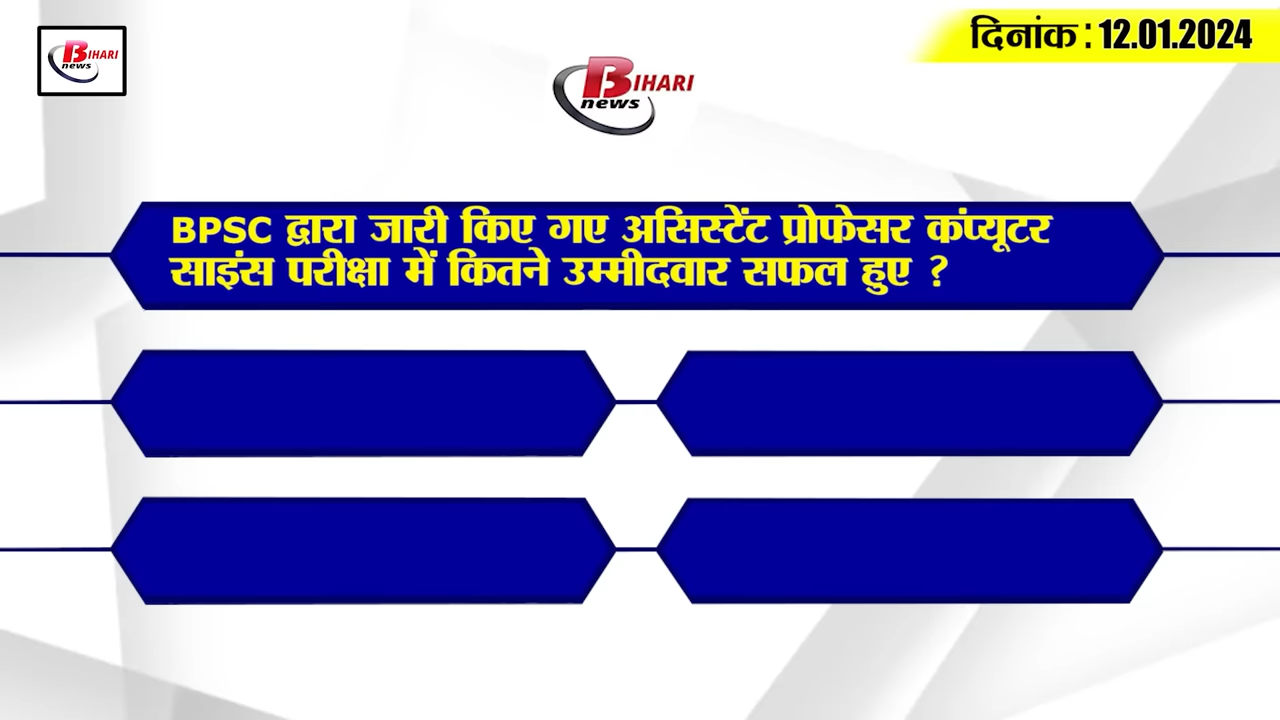 BIHARI
news
दिनांक : 12.01.2024
BIHARI
news
BPSC द्वारा जारी किए गए असिस्टेंट प्रोफेसर कंप्यूटर
साइंस परीक्षा में कितने उम्मीदवार सफल हुए ?